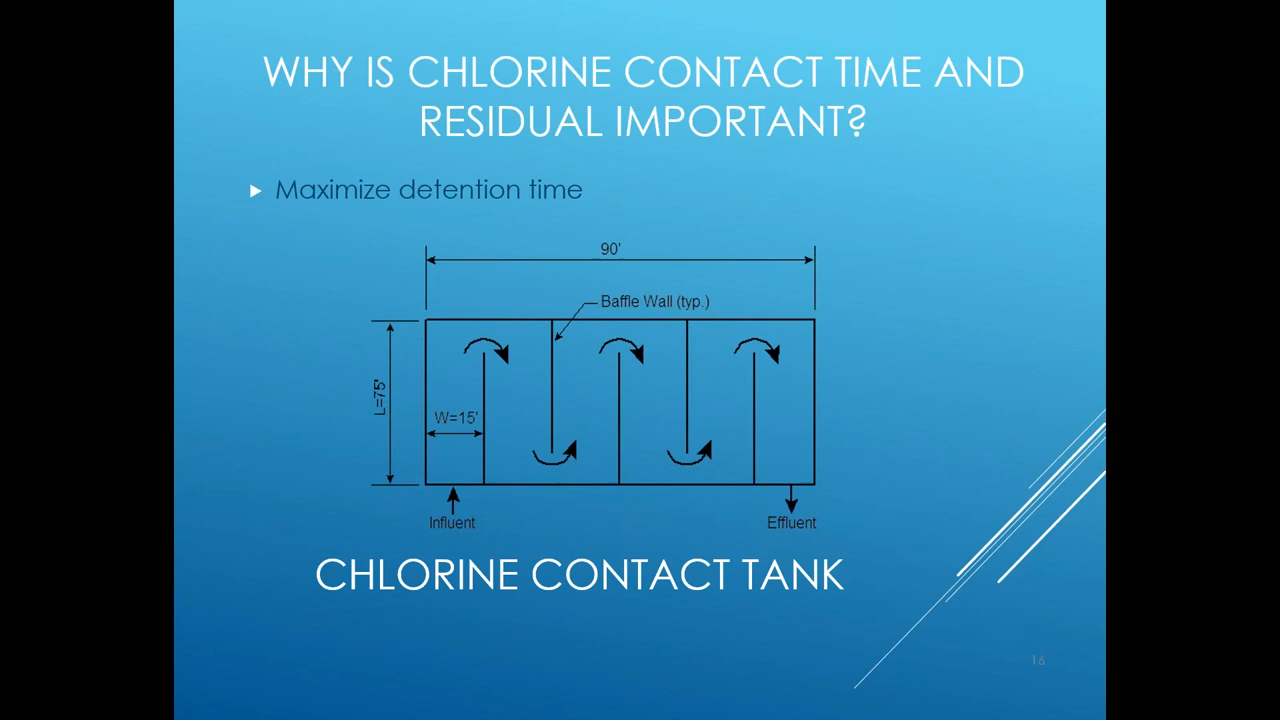 WHY IS CHLORINE CONTACT TIME AND
RESIDUAL IMPORTANT?
Maximize detention time
90'
Baffle Wall (typ.)
L=75'
W=15'
Influent
Effluent
CHLORINE CONTACT TANK
16